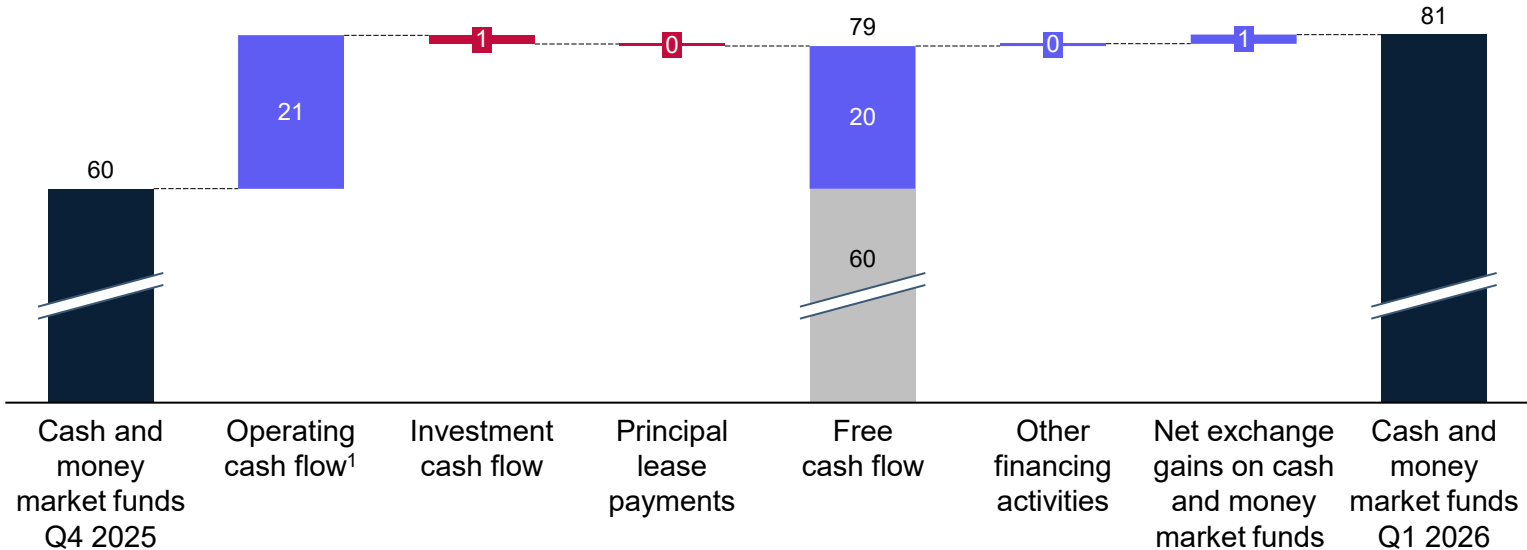 60
21
1
0
79
20
60
0
1
81
Cash and
money
market funds
Q4 2025
Operating
cash flow1
Investment
cash flow
Principal
lease
payments
Free
cash flow
Other
financing
activities
Net exchange
gains on cash
and money
market funds
Cash and
money
market funds
Q1 2026